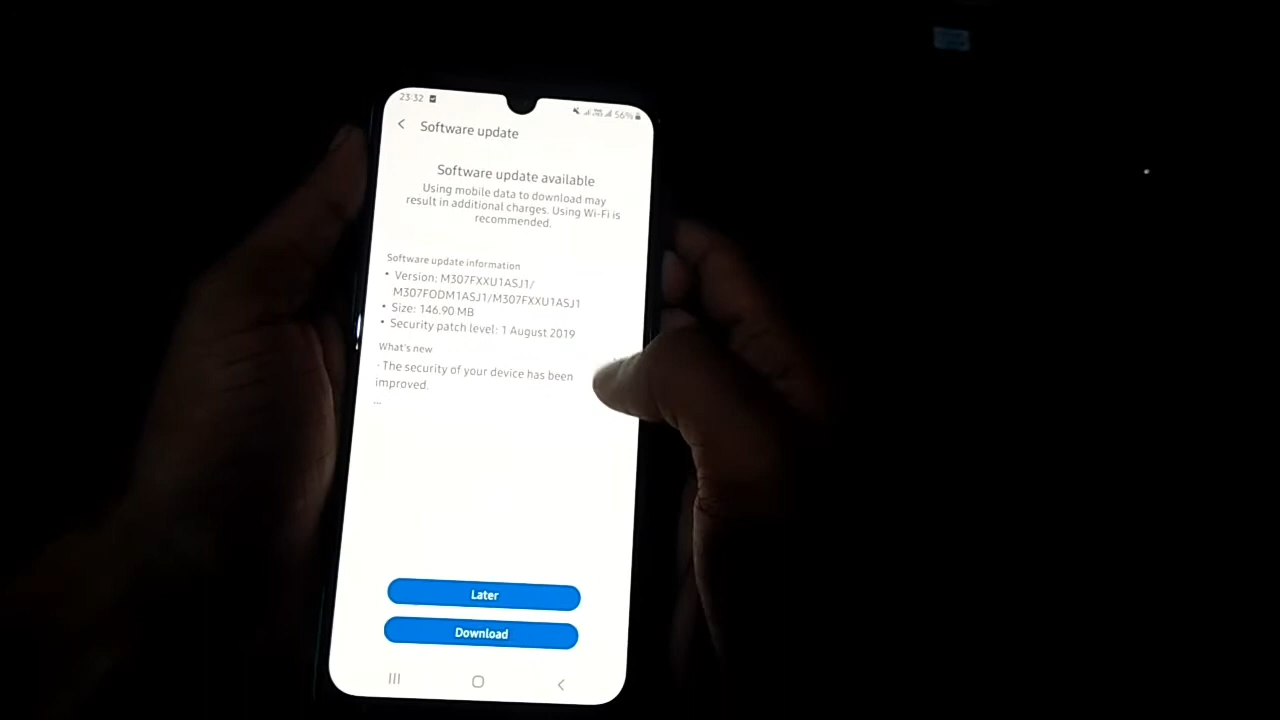 23:32
56%
Software update
Software update available
Using mobile data to download may
result in additional charges. Using Wi-Fi is
recommended.
Software update information
• Version: M307FXXU1ASJ1/
M307FODM1ASJ1/M307FXXU1ASJ1
• Size: 146.90 MB
• Security patch level: 1 August 2019
What's new
- The security of your device has been
improved.
...
Later
Download